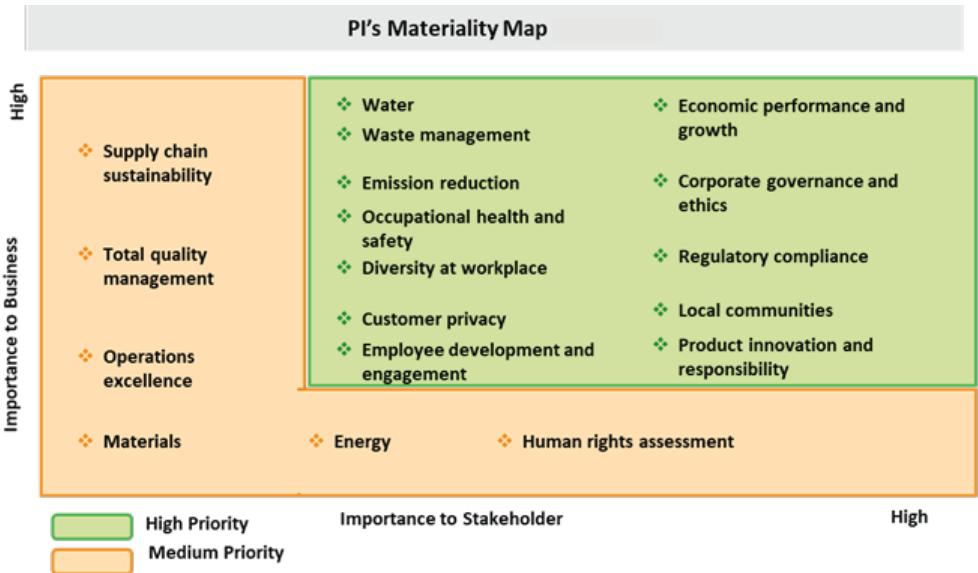 PI's Materiality Map
High
Importance to Business
Supply chain
sustainability
Total quality
management
Operations
excellence
Materials
Energy
Human rights assessment
Water
Waste management
Emission reduction
Occupational health and
safety
Diversity at workplace
Customer privacy
Employee development and
engagement
Economic performance and
growth
Corporate governance and
ethics
Regulatory compliance
Local communities
Product innovation and
responsibility
Importance to Stakeholder
High
High Priority
Medium Priority